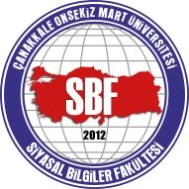 ÇANAKKALE ONSEKİZ MART ÜNİVERSİTESİ
SBF
2012
SİYASAL BİLGİLER FAKÜLTESİ